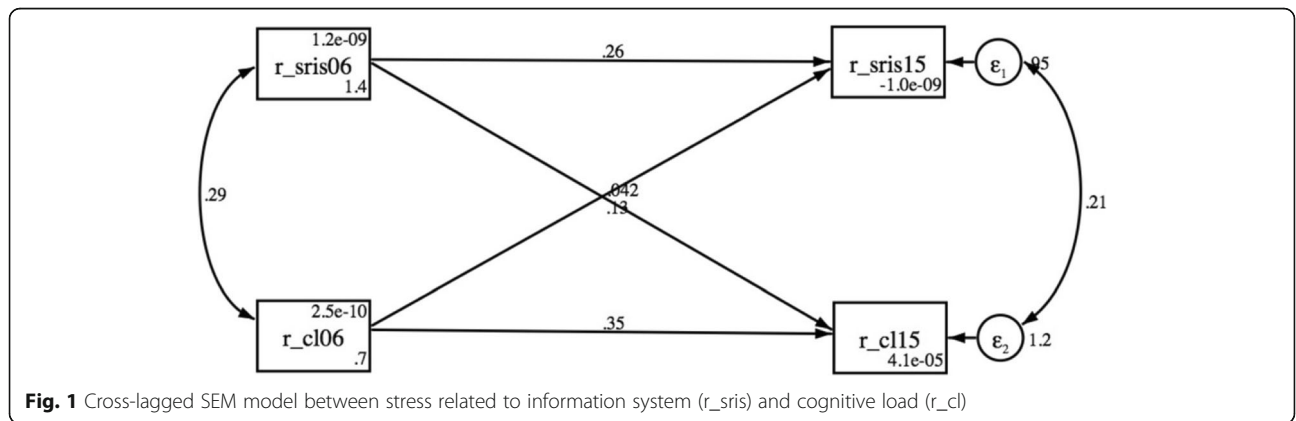 1.2e-09
r_sris06
1.4
.26
r_sris15
-1.0e-09
ε1
.95
.29
.042
.13
.21
2.5e-10
r_cl06
.7
.35
r_cl15
4.1e-05
ε2
1.2
Fig. 1 Cross-lagged SEM model between stress related to information system (r_sris) and cognitive load (r_cl)